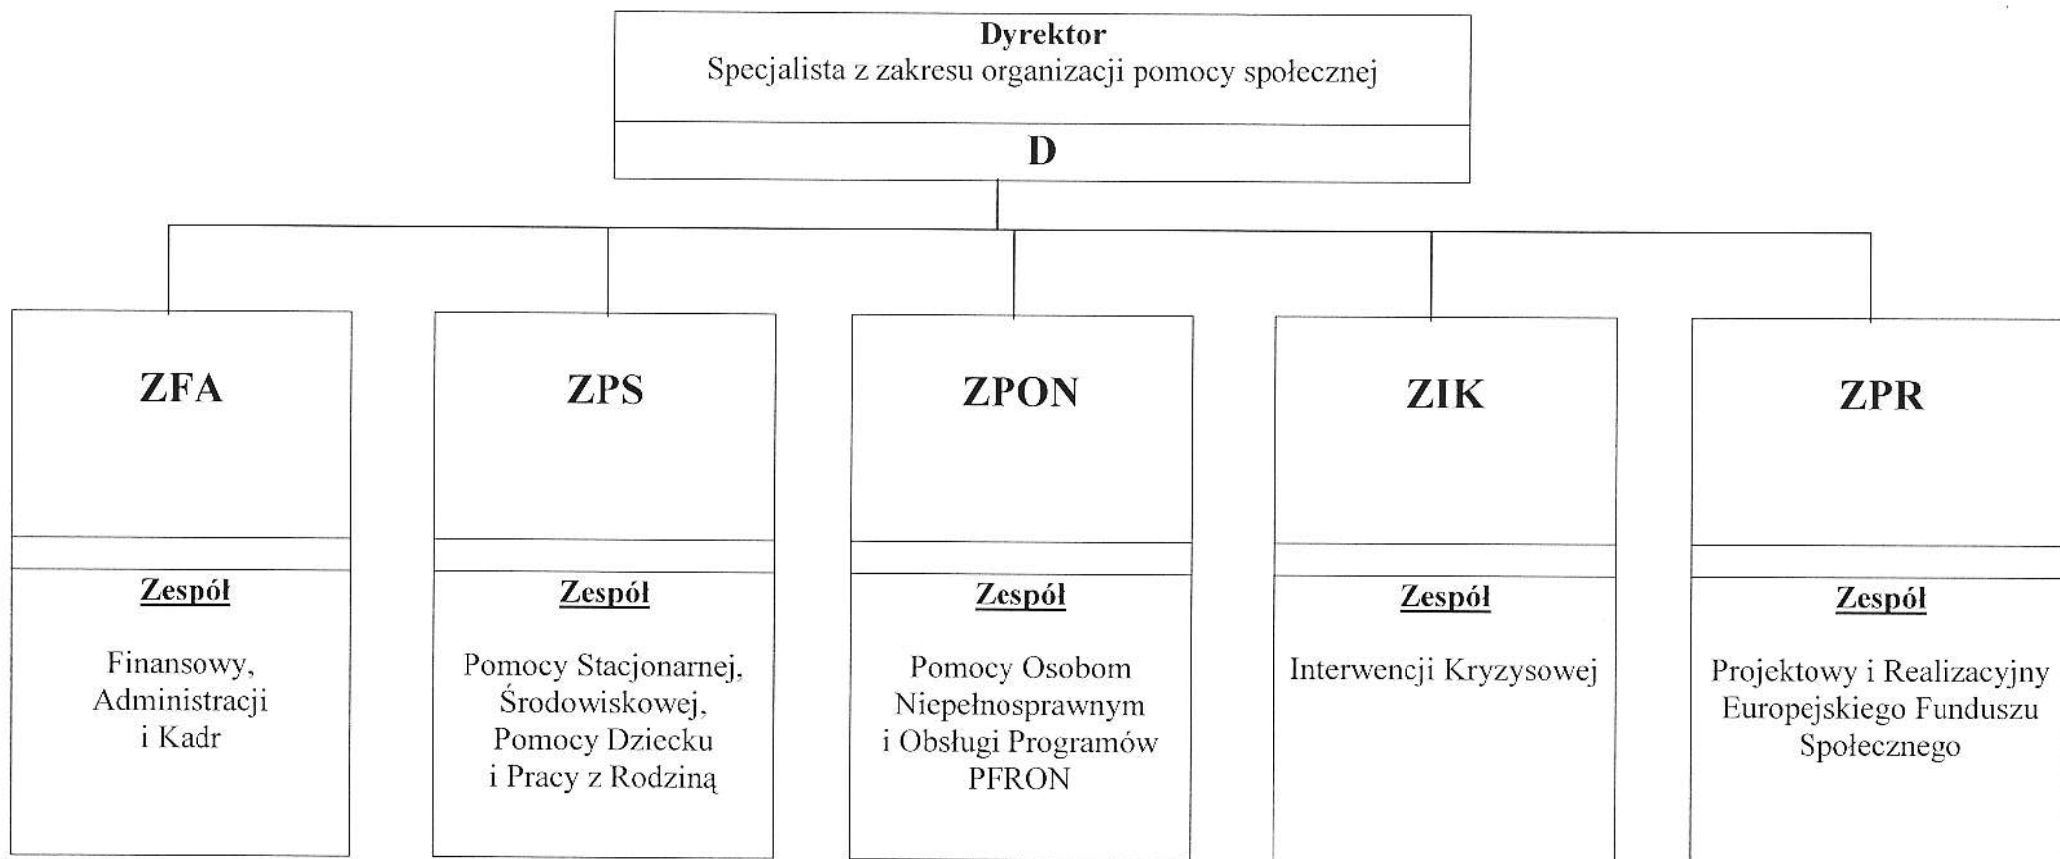 Dyrektor
Specjalista z zakresu organizacji pomocy społecznej
D
ZFA
Zespół
Finansowy,
Administracji
i Kadr
ZPS
Zespół
Pomocy Stacjonarnej,
Środowiskowej,
Pomocy Dziecku
i Pracy z Rodziną
ZPON
Zespół
Pomocy Osobom
Niepełnosprawnym
i Obsługi Programów
PFRON
ZIK
Zespół
Interwencji Kryzysowej
ZPR
Zespół
Projektowy i Realizacyjny
Europejskiego Funduszu
Społecznego